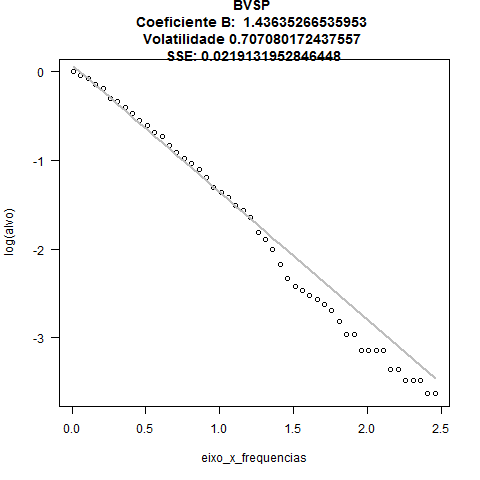 BVSP
Coeficiente B:  1.43635266535953
Volatilidade 0.707080172437557
SSE: 0.0219131952846448
0
-1
-2
-3
log(alvo)
0.0
0.5
1.0
1.5
2.0
2.5
eixo_x_frequencias